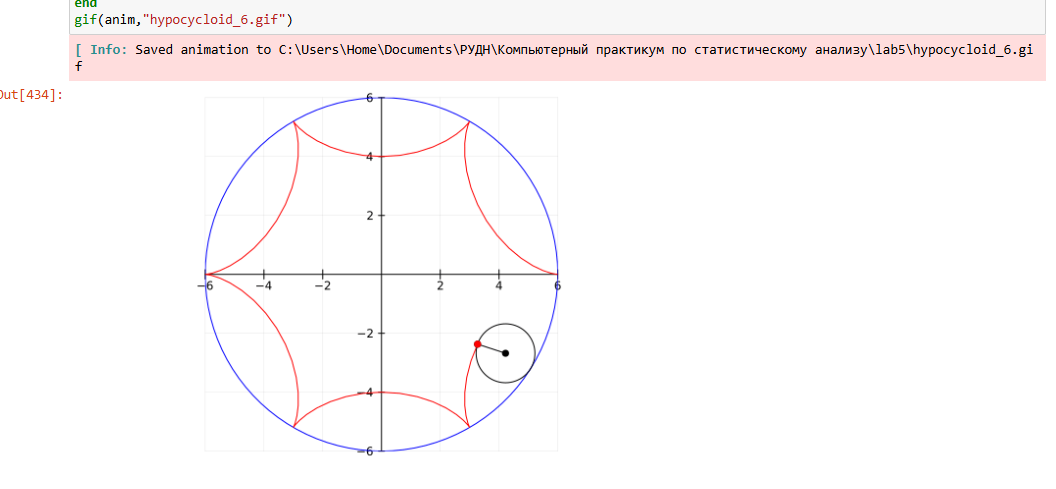 end
gif(anim,"hypocycloid_6.gif")
[ Info: Saved animation to C:\Users\Home\Documents\РУДН\Компьютерный практикум по статистическому анализу\lab5\hypocycloid_6.gi
f
Out[434]:
6
4
2
−6 −4 −2 2 4 6
−2
−4
−6